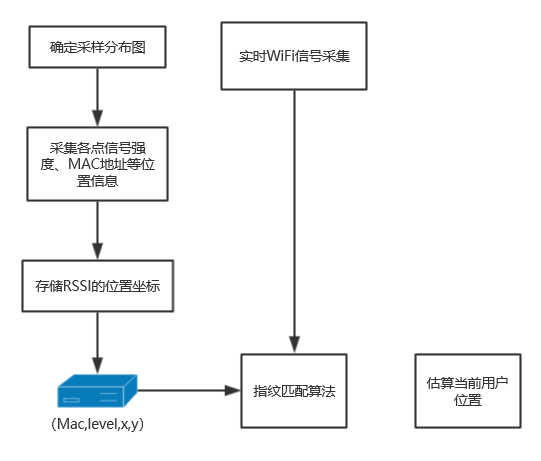 确定采样分布图
实时WiFi信号采集
采集各点信号强
度、MAC地址等位
置信息
存储RSSI的位置坐标
指纹匹配算法
估算当前用户
位置
（Mac,level,x,y）